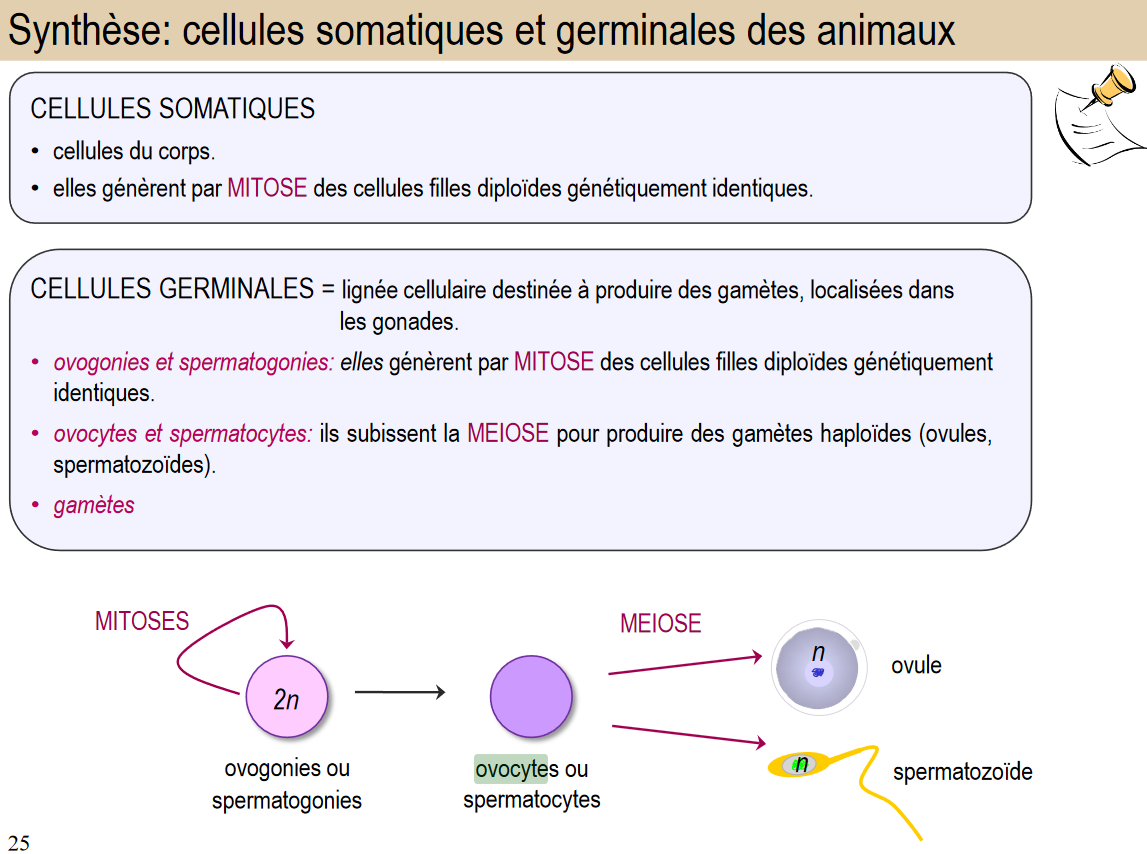 Synthèse: cellules somatiques et germinales des animaux
CELLULES SOMATIQUES
• cellules du corps.
• elles génèrent par MITOSE des cellules filles diploïdes génétiquement identiques.
CELLULES GERMINALES = lignée cellulaire destinée à produire des gamètes, localisées dans
les gonades.
• ovogonies et spermatogonies: elles génèrent par MITOSE des cellules filles diploïdes génétiquement
identiques.
• ovocytes et spermatocytes: ils subissent la MEIOSE pour produire des gamètes haploïdes (ovules,
spermatozoïdes).
• gamètes
MITOSES
MEIOSE
2n
n
ovule
n
spermatozoïde
ovogonies ou
spermatogonies
ovocytes ou
spermatocytes
25